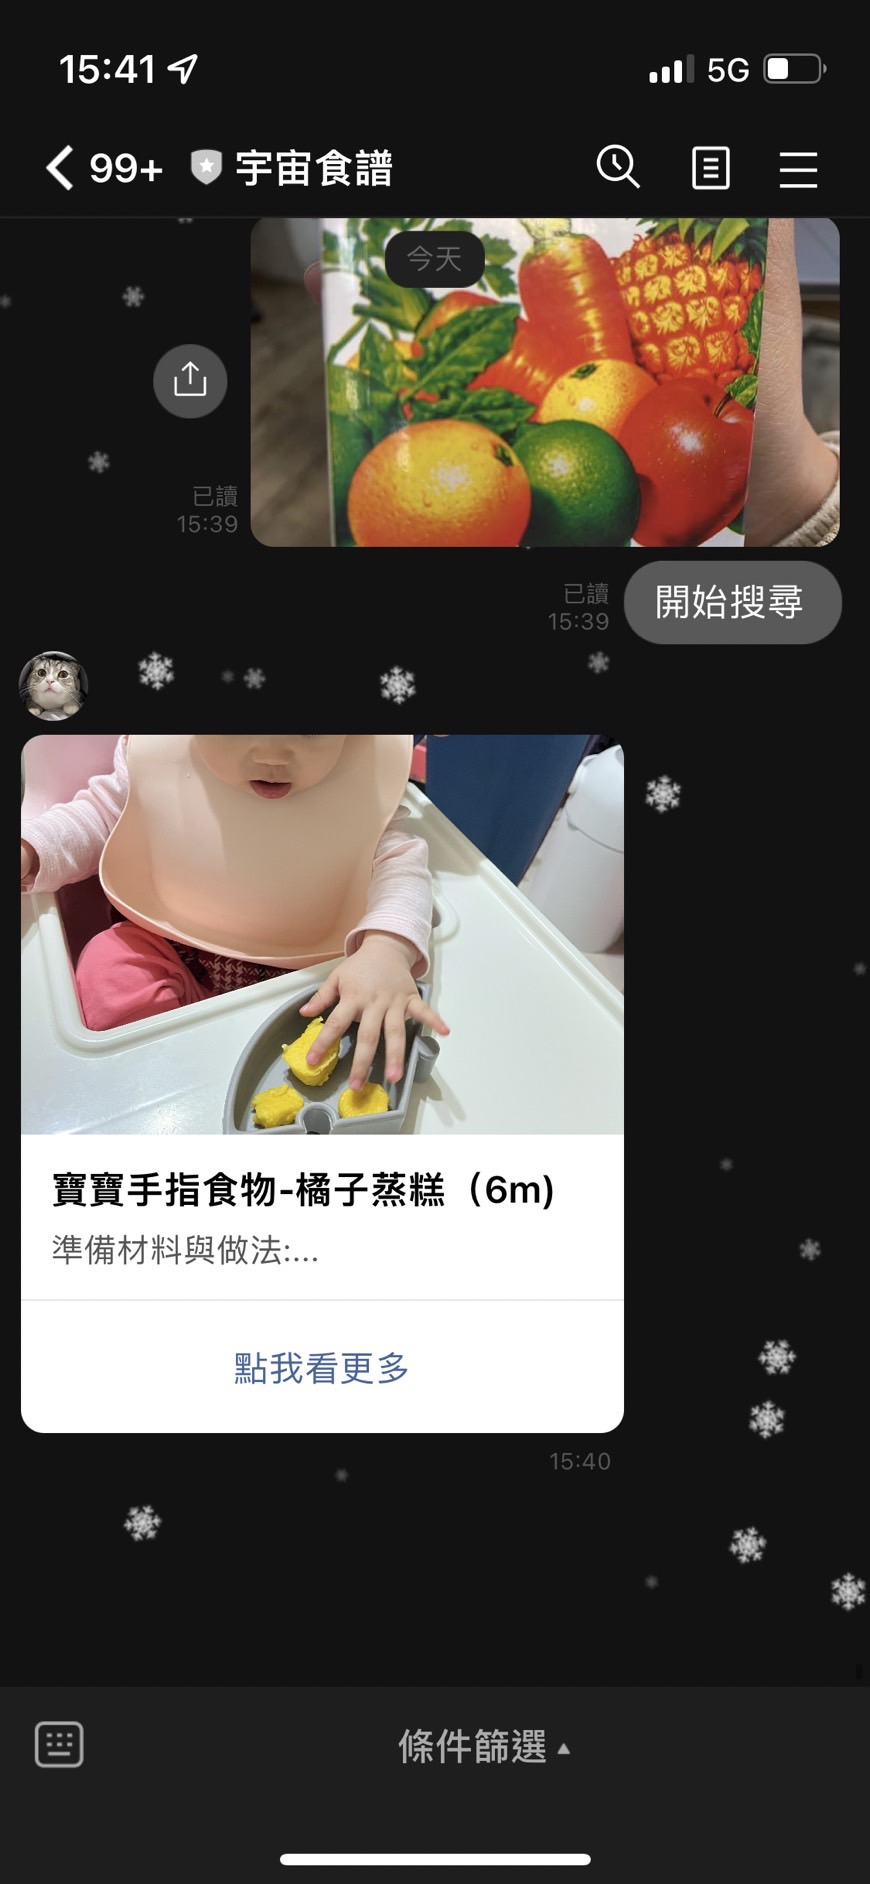 15:41
5G
99+
宇宙食譜
今天
已讀
15:39
已讀
15:39
開始搜尋
寶寶手指食物-橘子蒸糕（6m)
準備材料與做法:...
點我看更多
15:40
條件篩選